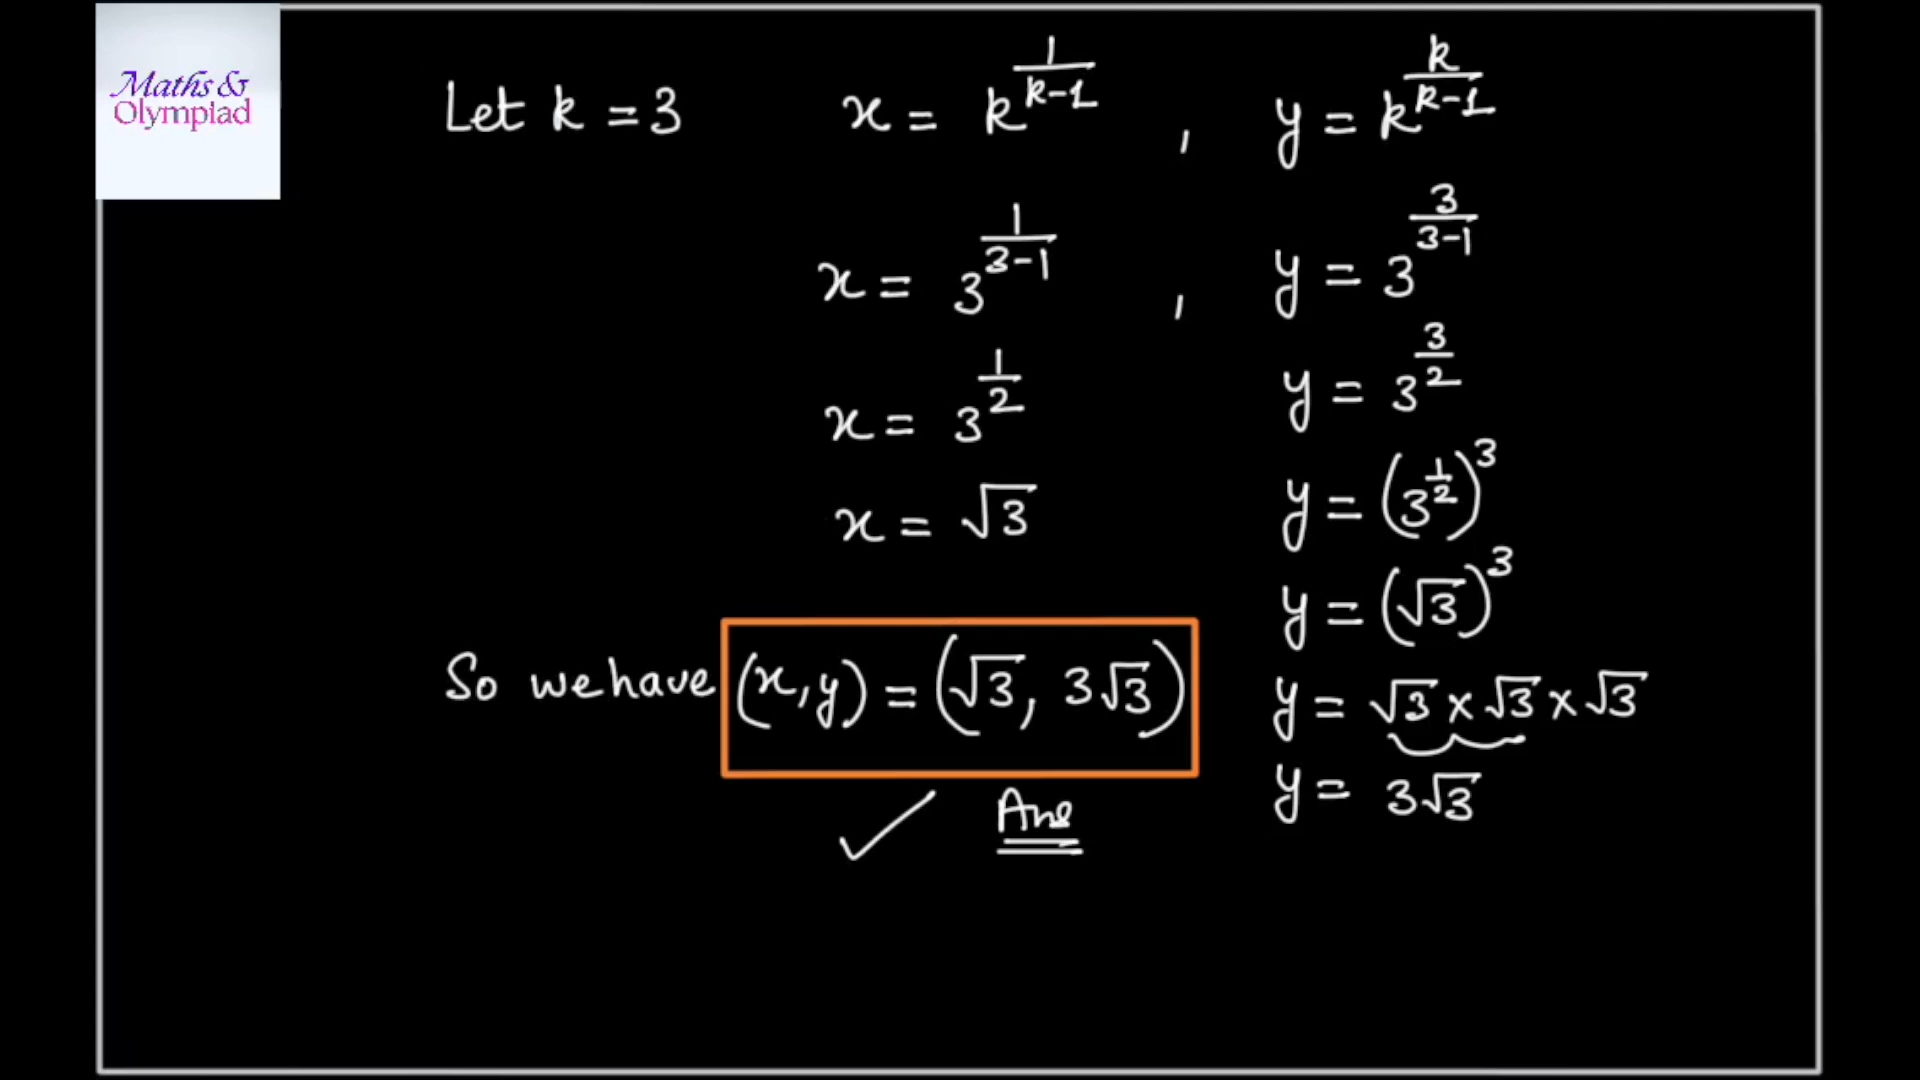 Maths &
Olympiad
Let k = 3    x = k^(1/(k-1)) , y = k^(k/(k-1))
x = 3^(1/(3-1)) , y = 3^(3/(3-1))
x = 3^(1/2)    y = 3^(3/2)
x = √3    y = (3^(1/2))^3
y = (√3)^3
So we have (x, y) = (√3, 3√3)    y = √3 × √3 × √3
Ans    y = 3√3